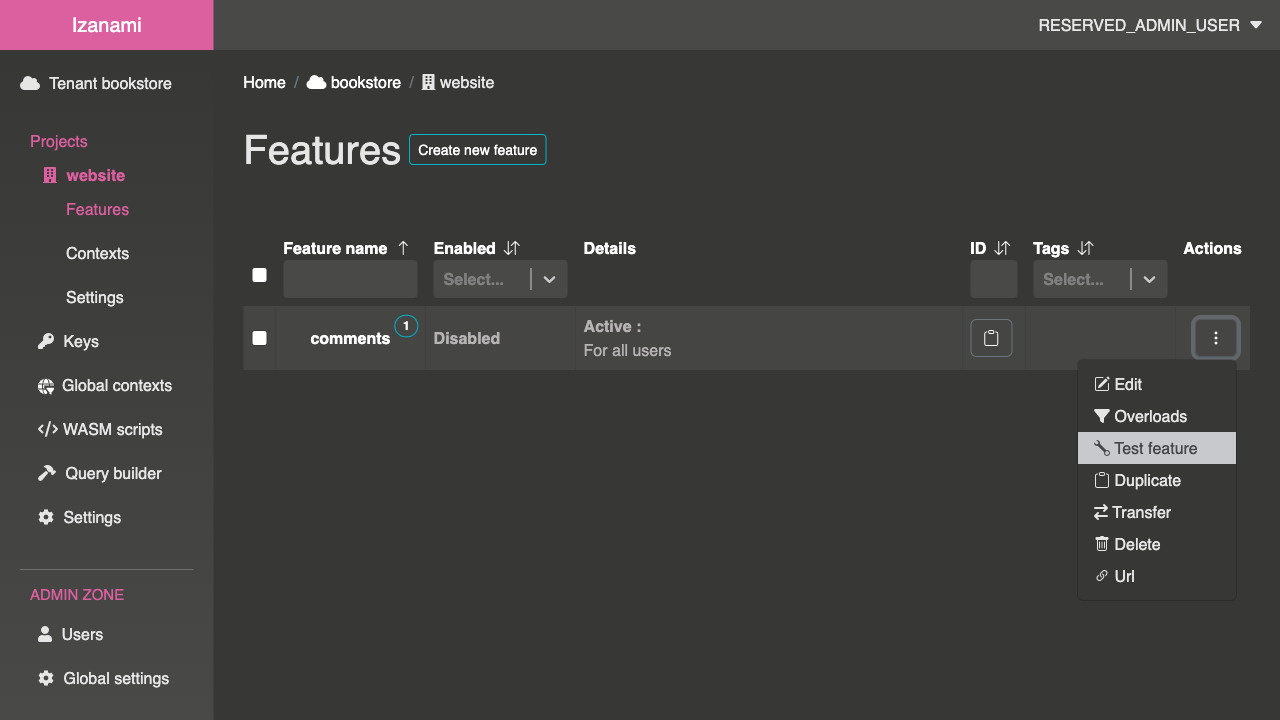 Izanami
RESERVED_ADMIN_USER
Tenant bookstore
Projects
website
Features
Contexts
Settings
Keys
Global contexts
WASM scripts
Query builder
Settings
ADMIN ZONE
Users
Global settings
Home / bookstore / website
Features Create new feature
Feature name Enabled Details ID Tags Actions
Select... Select...
comments 1 Disabled Active :
For all users
Edit
Overloads
Test feature
Duplicate
Transfer
Delete
Url